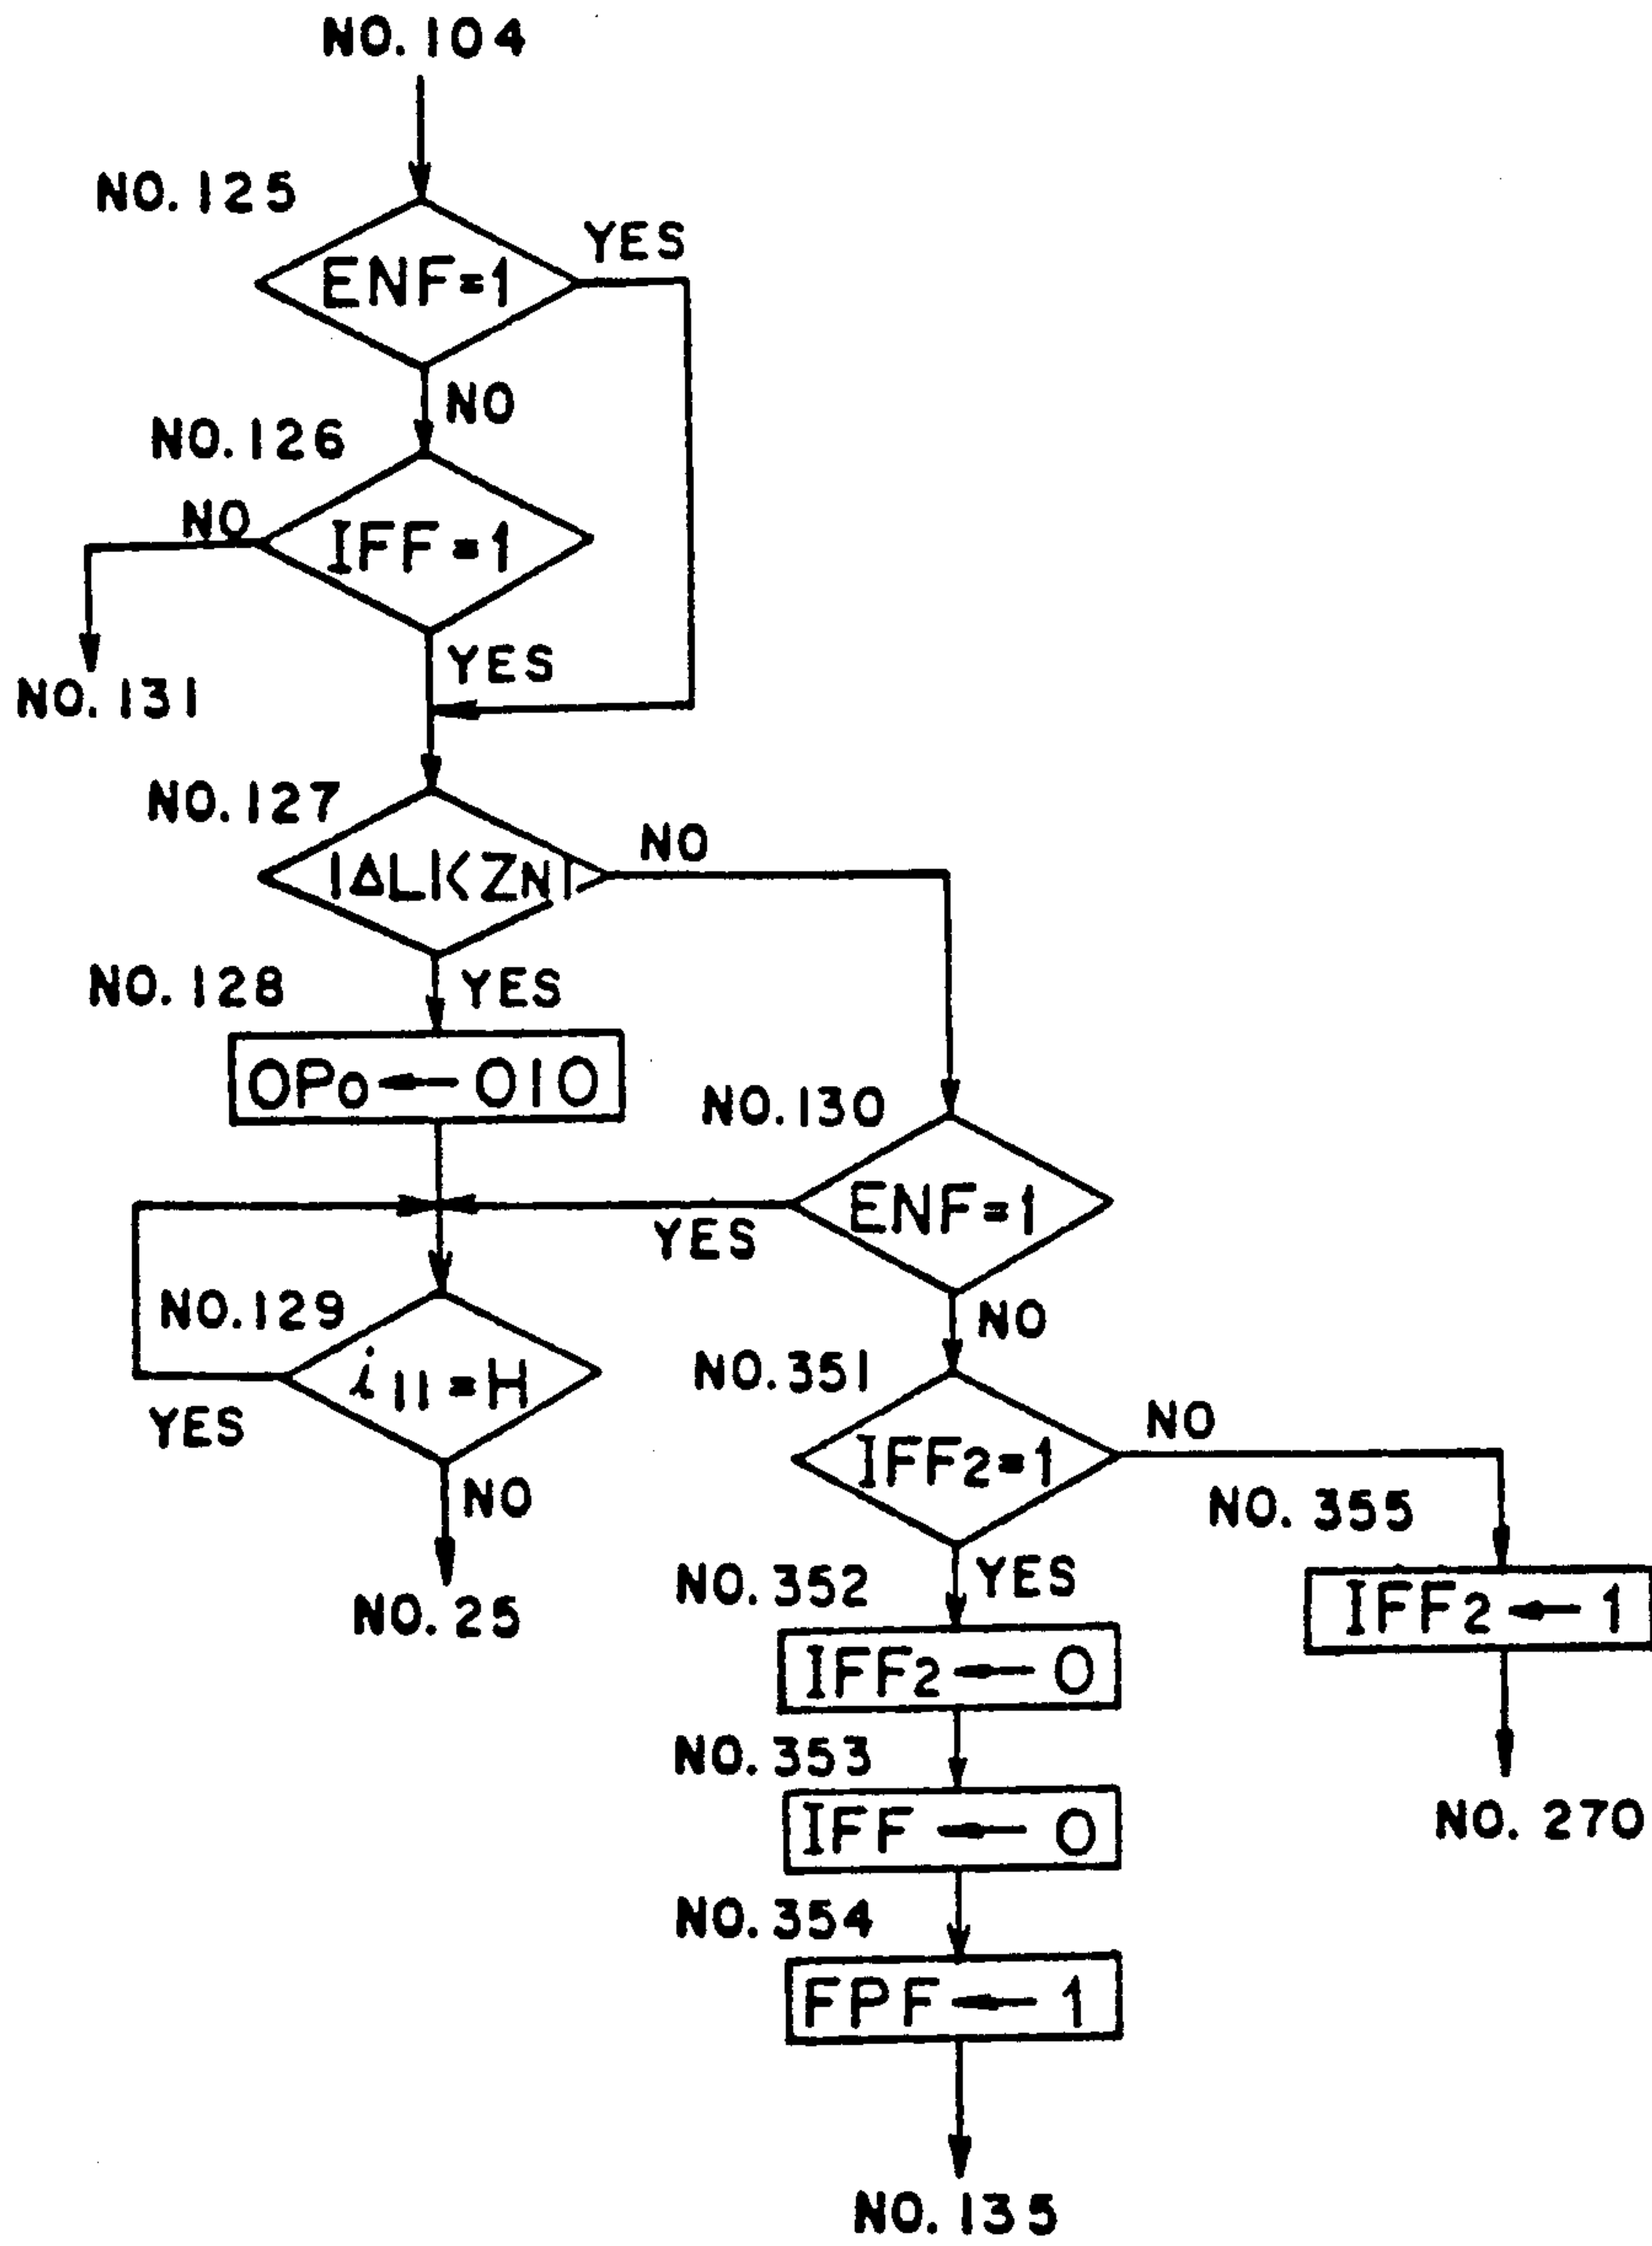 NO. 104
NO. 125
ENF=1
YES
NO
NO. 126
IFF=1
NO
YES
NO. 131
NO. 127
|ΔL|<ZN1
NO
NO. 128
YES
OPo ← 010
NO. 130
ENF=1
YES
NO
NO. 129
i11=H
YES
NO
NO. 25
NO. 351
IFF2=1
NO
NO. 355
IFF2 ← 1
NO. 270
NO. 352
YES
IFF2 ← 0
NO. 353
IFF ← 0
NO. 354
FPF ← 1
NO. 135